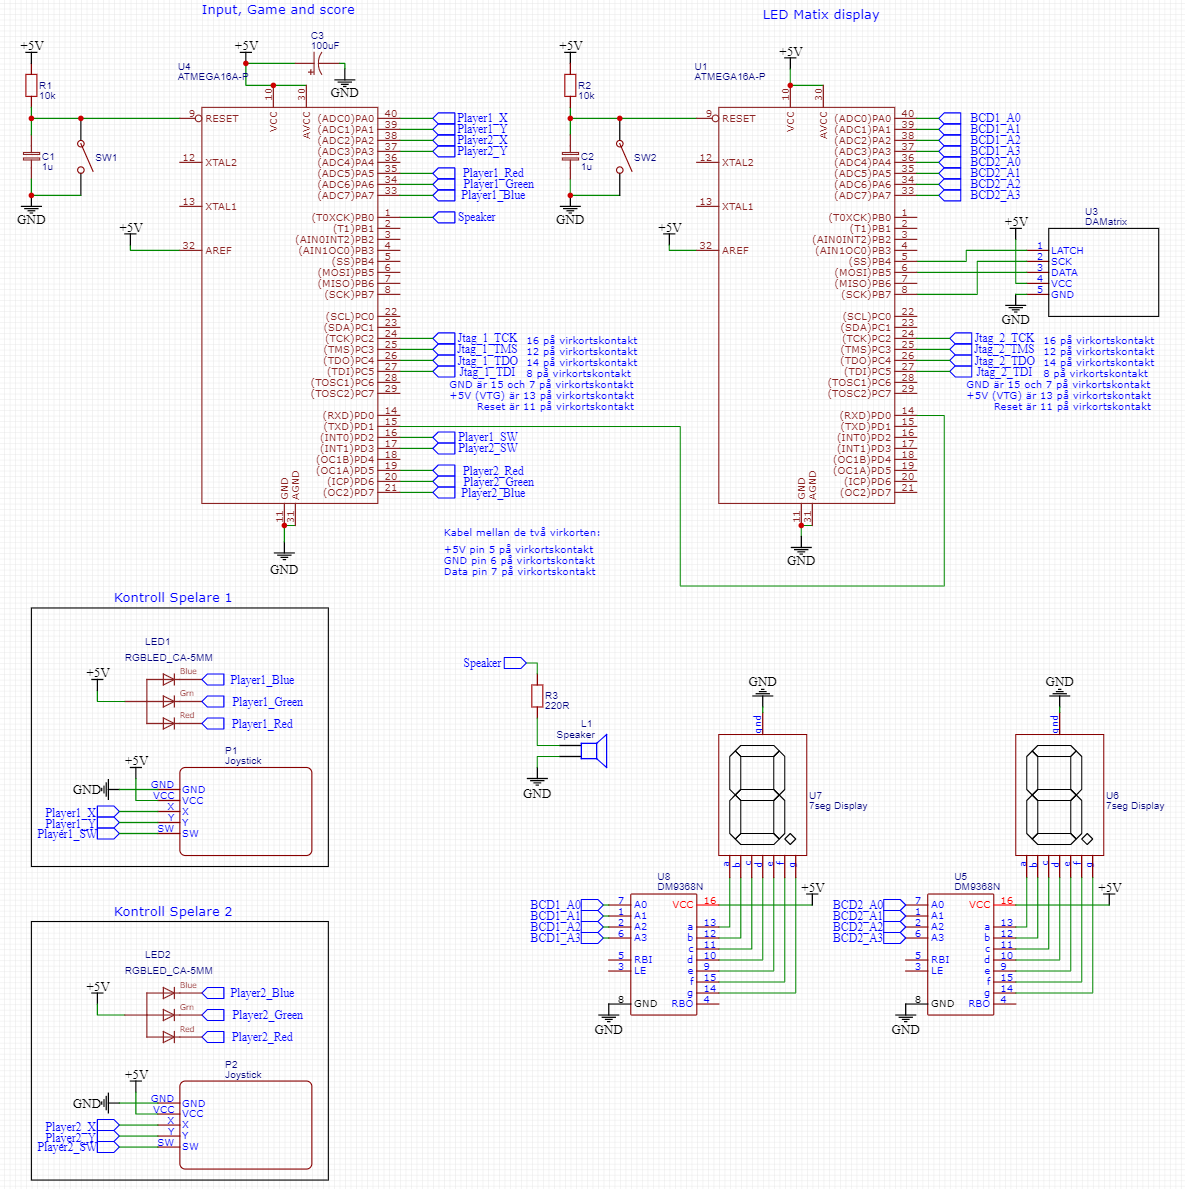 Input, Game and score
LED Matix display
+5V
R1
10k
9
C1
1u
SW1
GND
+5V
C3
100uF
GND
U4
ATMEGA16A-P
10
30
VCC
AVCC
RESET
12
XTAL2
13
XTAL1
+5V
32
AREF
(ADC0)PA0 40 Player1_X
(ADC1)PA1 39 Player1_Y
(ADC2)PA2 38 Player2_X
(ADC3)PA3 37 Player2_Y
(ADC4)PA4 36
(ADC5)PA5 35 Player1_Red
(ADC6)PA6 34 Player1_Green
(ADC7)PA7 33 Player1_Blue
(T0XCK)PB0 1 Speaker
(T1)PB1 2
(AIN0INT2)PB2 3
(AIN1OC0)PB3 4
(SS)PB4 5
(MOSI)PB5 6
(MISO)PB6 7
(SCK)PB7 8
(SCL)PC0 22
(SDA)PC1 23
(TCK)PC2 24 Jtag_1_TCK 16 på virkortskontakt
(TMS)PC3 25 Jtag_1_TMS 12 på virkortskontakt
(TDO)PC4 26 Jtag_1_TDO 14 på virkortskontakt
(TDI)PC5 27 Jtag_1_TDI 8 på virkortskontakt
(TOSC1)PC6 28 GND är 15 och 7 på virkortskontakt
(TOSC2)PC7 29 +5V (VTG) är 13 på virkortskontakt
Reset är 11 på virkortskontakt
(RXD)PD0 14
(TXD)PD1 15
(INT0)PD2 16 Player1_SW
(INT1)PD3 17 Player2_SW
(OC1B)PD4 18
(OC1A)PD5 19 Player2_Red
(ICP)PD6 20 Player2_Green
(OC2)PD7 21 Player2_Blue
GND
AGND
11
31
GND
Kabel mellan de två virkorten:
+5V pin 5 på virkortskontakt
GND pin 6 på virkortskontakt
Data pin 7 på virkortskontakt
+5V
R2
10k
9
C2
1u
SW2
GND
+5V
U1
ATMEGA16A-P
10
30
VCC
AVCC
RESET
12
XTAL2
13
XTAL1
+5V
32
AREF
(ADC0)PA0 40 BCD1_A0
(ADC1)PA1 39 BCD1_A1
(ADC2)PA2 38 BCD1_A2
(ADC3)PA3 37 BCD1_A3
(ADC4)PA4 36 BCD2_A0
(ADC5)PA5 35 BCD2_A1
(ADC6)PA6 34 BCD2_A2
(ADC7)PA7 33 BCD2_A3
(T0XCK)PB0 1
(T1)PB1 2
(AIN0INT2)PB2 3
(AIN1OC0)PB3 4
(SS)PB4 5
(MOSI)PB5 6
(MISO)PB6 7
(SCK)PB7 8
(SCL)PC0 22
(SDA)PC1 23
(TCK)PC2 24 Jtag_2_TCK 16 på virkortskontakt
(TMS)PC3 25 Jtag_2_TMS 12 på virkortskontakt
(TDO)PC4 26 Jtag_2_TDO 14 på virkortskontakt
(TDI)PC5 27 Jtag_2_TDI 8 på virkortskontakt
(TOSC1)PC6 28 GND är 15 och 7 på virkortskontakt
(TOSC2)PC7 29 +5V (VTG) är 13 på virkortskontakt
Reset är 11 på virkortskontakt
(RXD)PD0 14
(TXD)PD1 15
(INT0)PD2 16
(INT1)PD3 17
(OC1B)PD4 18
(OC1A)PD5 19
(ICP)PD6 20
(OC2)PD7 21
GND
AGND
11
31
GND
U3
DAMatrix
+5V
1 LATCH
2 SCK
3 DATA
4 VCC
5 GND
GND
Kontroll Spelare 1
LED1
RGBLED_CA-5MM
+5V
Blue Player1_Blue
Grn Player1_Green
Red Player1_Red
P1
Joystick
+5V
GND GND GND
VCC VCC
Player1_X X X
Player1_Y Y Y
Player1_SW SW SW
Kontroll Spelare 2
LED2
RGBLED_CA-5MM
+5V
Blue Player2_Blue
Grn Player2_Green
Red Player2_Red
P2
Joystick
+5V
GND GND GND
VCC VCC
Player2_X X X
Player2_Y Y Y
Player2_SW SW SW
Speaker
R3
220R
L1
Speaker
GND
GND
gnd
U7
7seg Display
a b c d e f g
U8
DM9368N
+5V
VCC 16
BCD1_A0 7 A0
BCD1_A1 1 A1
BCD1_A2 2 A2
BCD1_A3 6 A3
5 RBI
3 LE
8 GND
GND
a 13
b 12
c 11
d 10
e 9
f 15
g 14
RBO 4
GND
gnd
U6
7seg Display
a b c d e f g
U5
DM9368N
+5V
VCC 16
BCD2_A0 7 A0
BCD2_A1 1 A1
BCD2_A2 2 A2
BCD2_A3 6 A3
5 RBI
3 LE
8 GND
GND
a 13
b 12
c 11
d 10
e 9
f 15
g 14
RBO 4